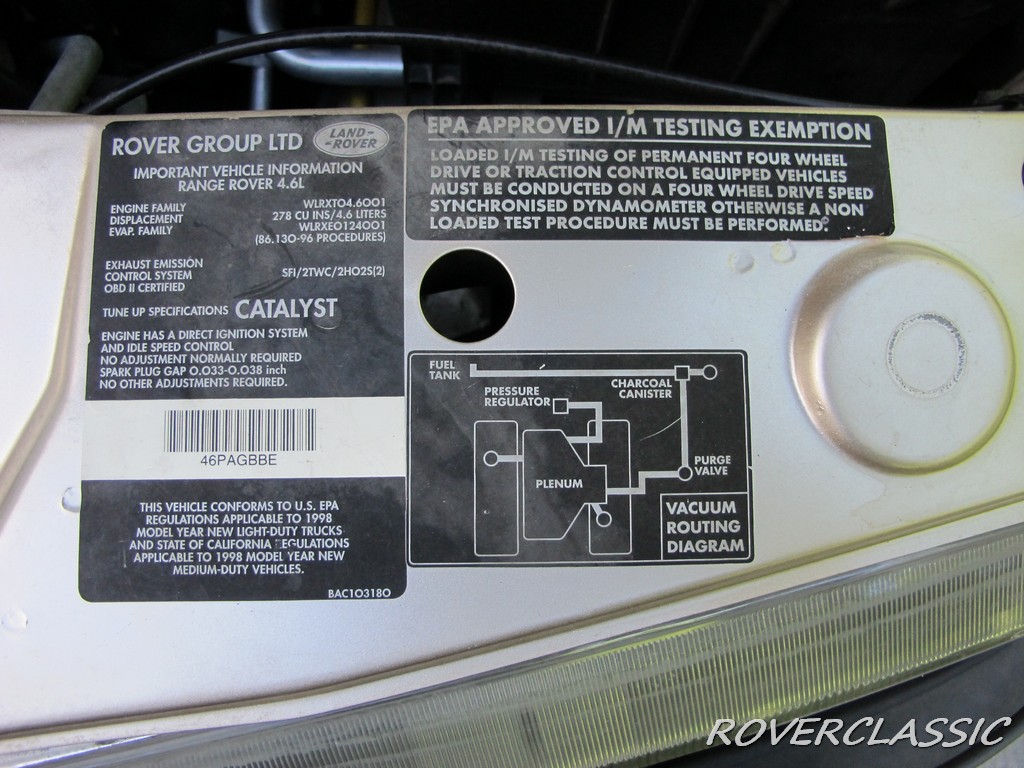 ROVER GROUP LTD
LAND-
-ROVER
IMPORTANT VEHICLE INFORMATION
RANGE ROVER 4.6L
ENGINE FAMILY WLRXT04.6001
DISPLACEMENT 278 CU INS/4.6 LITERS
EVAP. FAMILY WLRXE0124001
(86.130-96 PROCEDURES)
EXHAUST EMISSION
CONTROL SYSTEM SFI/2TWC/2HO2S(2)
OBD II CERTIFIED
TUNE UP SPECIFICATIONS CATALYST
ENGINE HAS A DIRECT IGNITION SYSTEM
AND IDLE SPEED CONTROL
NO ADJUSTMENT NORMALLY REQUIRED
SPARK PLUG GAP 0.033-0.038 inch
NO OTHER ADJUSTMENTS REQUIRED.
46PAGBBE
THIS VEHICLE CONFORMS TO U.S. EPA
REGULATIONS APPLICABLE TO 1998
MODEL YEAR NEW LIGHT-DUTY TRUCKS
AND STATE OF CALIFORNIA REGULATIONS
APPLICABLE TO 1998 MODEL YEAR NEW
MEDIUM-DUTY VEHICLES.
BAC103180
EPA APPROVED I/M TESTING EXEMPTION
LOADED I/M TESTING OF PERMANENT FOUR WHEEL
DRIVE OR TRACTION CONTROL EQUIPPED VEHICLES
MUST BE CONDUCTED ON A FOUR WHEEL DRIVE SPEED
SYNCHRONISED DYNAMOMETER OTHERWISE A NON
LOADED TEST PROCEDURE MUST BE PERFORMED.
FUEL
TANK
CHARCOAL
CANISTER
PRESSURE
REGULATOR
PLENUM
PURGE
VALVE
VACUUM
ROUTING
DIAGRAM
ROVERCLASSIC